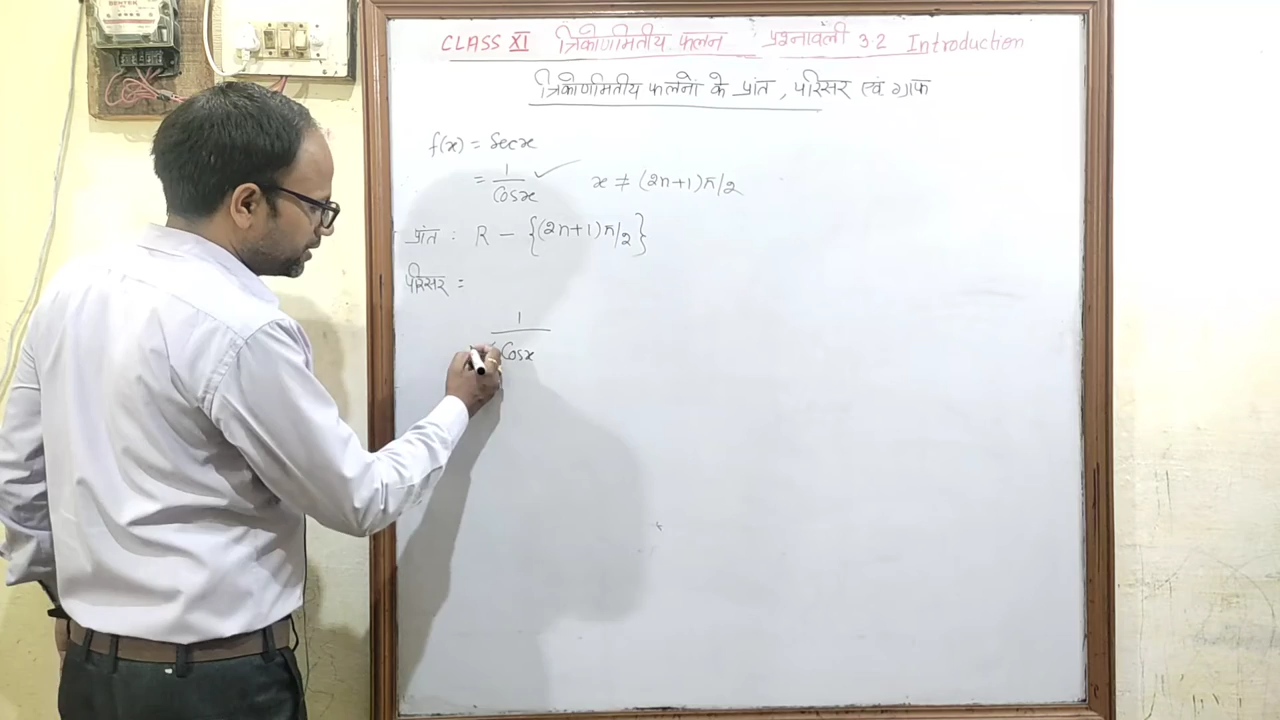 BENTEK
CLASS XI त्रिकोणमितीय फलन प्रश्नावली 3.2 Introduction
त्रिकोणमितीय फलनों के प्रांत, परिसर एवं ग्राफ
f(x) = Secx
= 1/Cosx x ≠ (2n+1)π/2
प्रांत : R - {(2n+1)π/2}
परिसर =
1
Cosx